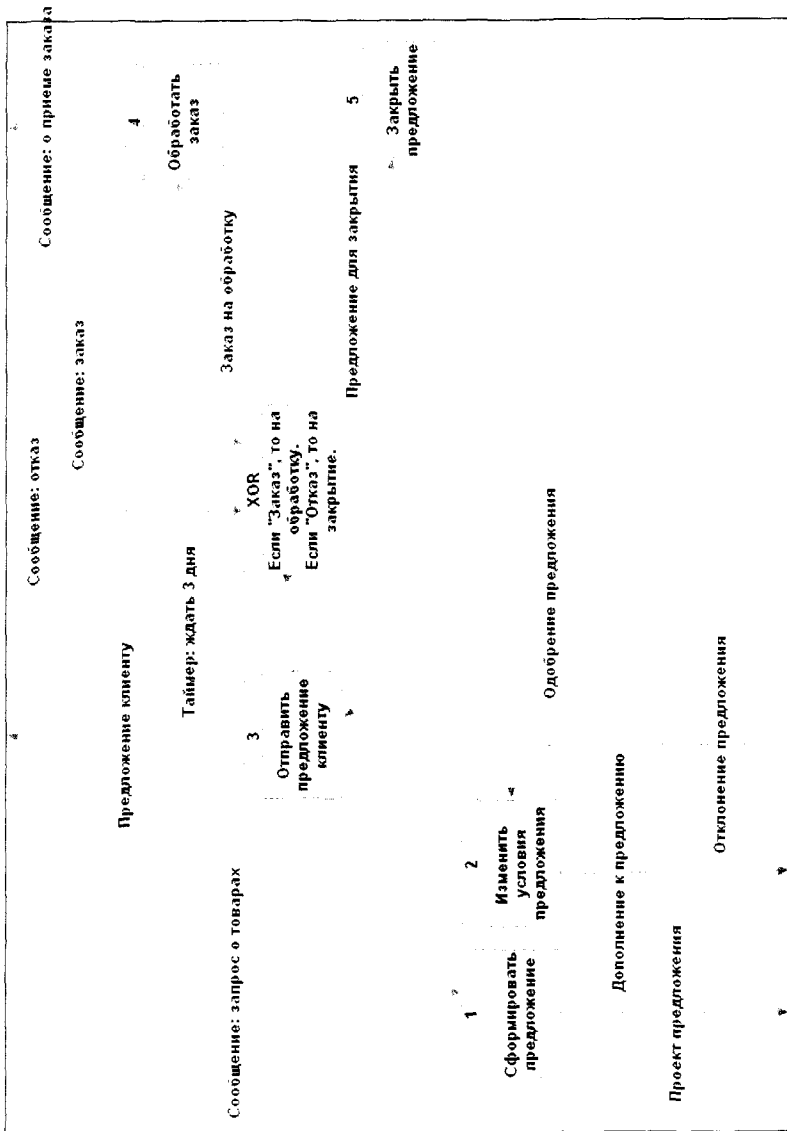 Сообщение: отказ
Сообщение: о приеме заказа
Сообщение: заказ
Предложение клиенту
4
Обработать
заказ
Таймер: ждать 3 дня
Сообщение: запрос о товарах
Заказ на обработку
3
Отправить
предложение
клиенту
XOR
Если "Заказ", то на
обработку.
Если "Отказ", то на
закрытие.
Предложение для закрытия
5
Закрыть
предложение
1
Сформировать
предложение
2
Изменить
условия
предложения
Одобрение предложения
Дополнение к предложению
Проект предложения
Отклонение предложения